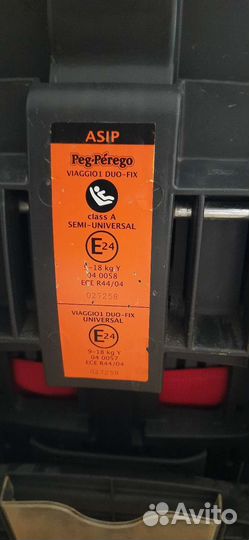 ASIP
Peg-Pérego
VIAGGIO1 DUO-FIX
class A
SEMI-UNIVERSAL
E24
9-18 kg Y
04 0058
ECE R44/04
027258
VIAGGIO1 DUO-FIX
UNIVERSAL
E24
9-18 kg Y
04 0057
ECE R44/04
027258
Avito